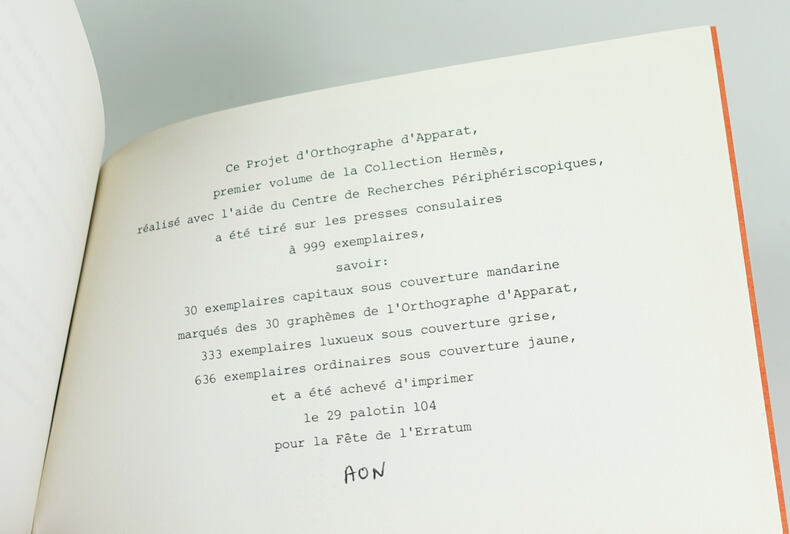 Ce Projet d'Orthographe d'Apparat,
premier volume de la Collection Hermès,
réalisé avec l'aide du Centre de Recherches Périphériscopiques,
a été tiré sur les presses consulaires
à 999 exemplaires,
savoir:
30 exemplaires capitaux sous couverture mandarine
marqués des 30 graphèmes de l'Orthographe d'Apparat,
333 exemplaires luxueux sous couverture grise,
636 exemplaires ordinaires sous couverture jaune,
et a été achevé d'imprimer
le 29 palotin 104
pour la Fête de l'Erratum
AON